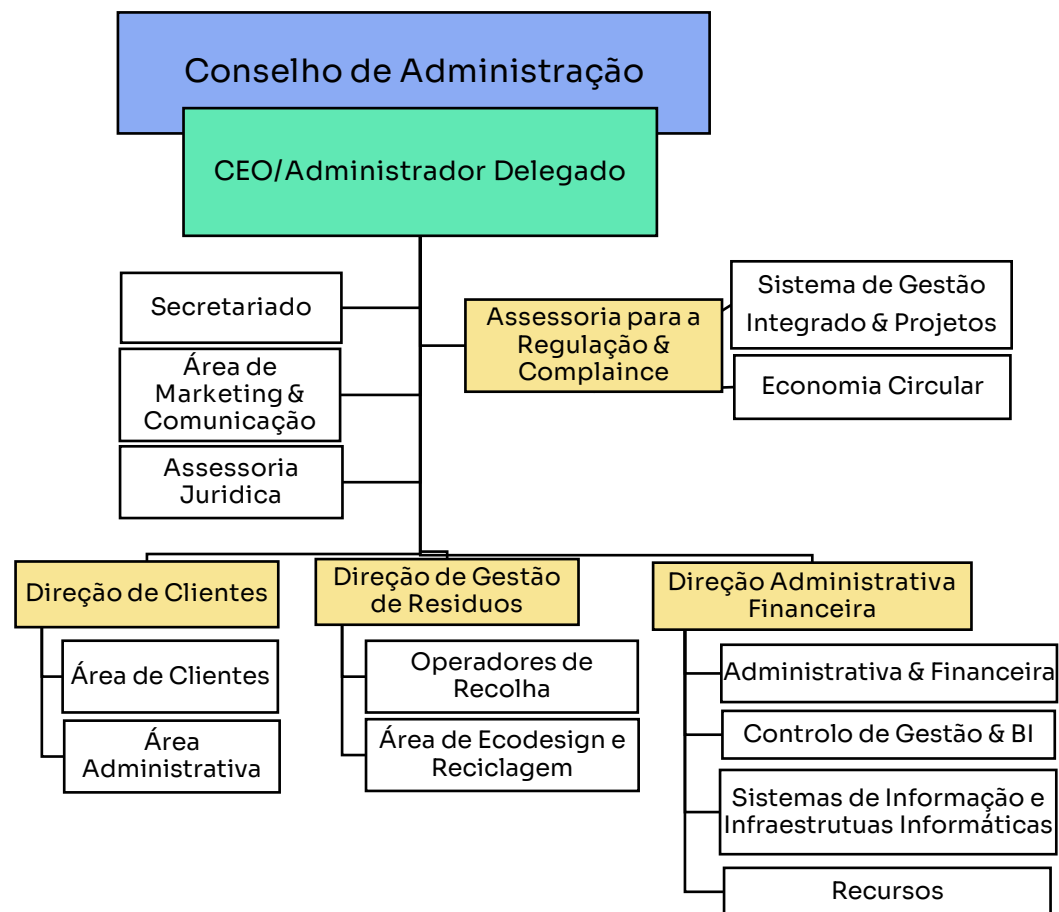 Conselho de Administração
CEO/Administrador Delegado
Secretariado
Área de
Marketing &
Comunicação
Assessoria
Juridica
Assessoria para a
Regulação &
Complaince
Sistema de Gestão
Integrado & Projetos
Economia Circular
Direção de Clientes
Área de Clientes
Área
Administrativa
Direção de Gestão
de Residuos
Operadores de
Recolha
Área de Ecodesign e
Reciclagem
Direção Administrativa
Financeira
Administrativa & Financeira
Controlo de Gestão & BI
Sistemas de Informação e
Infraestrutuas Informáticas
Recursos